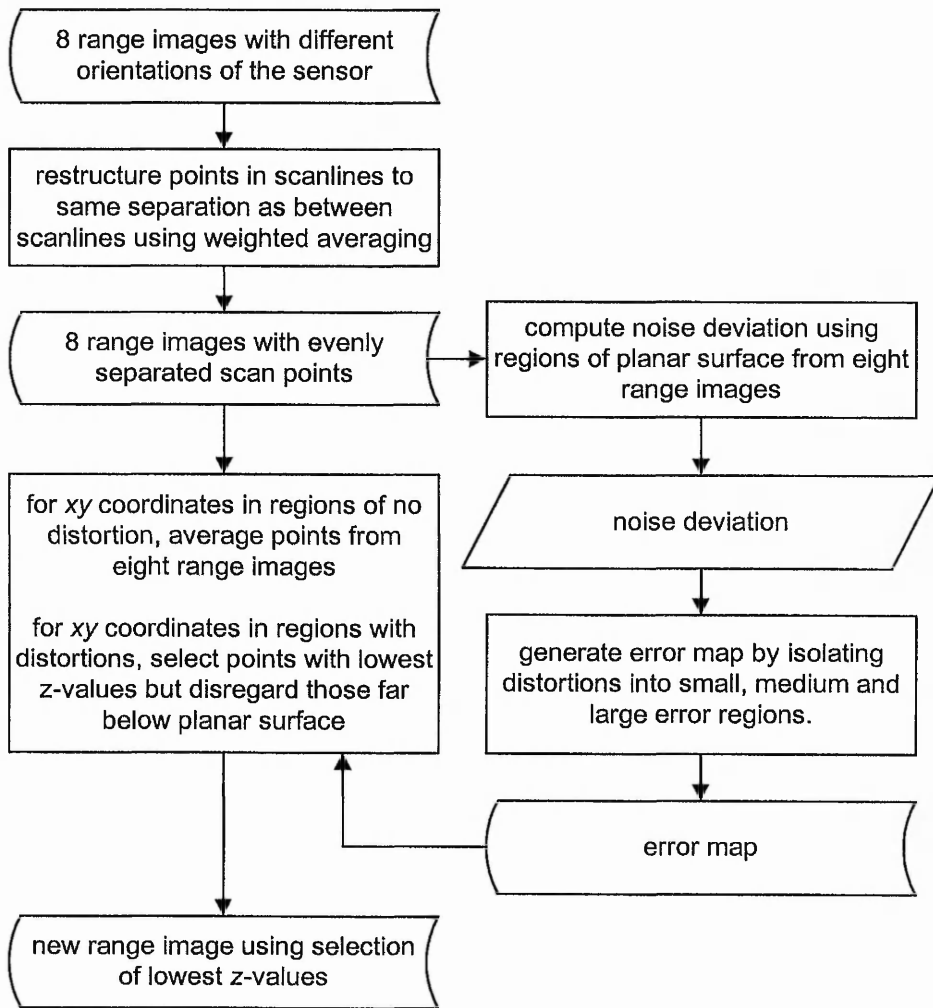 8 range images with different
orientations of the sensor
restructure points in scanlines to
same separation as between
scanlines using weighted averaging
8 range images with evenly
separated scan points
compute noise deviation using
regions of planar surface from eight
range images
noise deviation
for xy coordinates in regions of no
distortion, average points from
eight range images
for xy coordinates in regions with
distortions, select points with lowest
z-values but disregard those far
below planar surface
generate error map by isolating
distortions into small, medium and
large error regions.
error map
new range image using selection
of lowest z-values